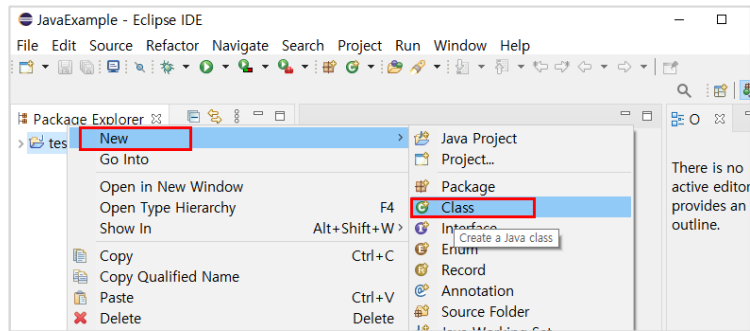 JavaExample - Eclipse IDE
File Edit Source Refactor Navigate Search Project Run Window Help
Package Explorer
O
tes
New
Go Into
Open in New Window
Open Type Hierarchy F4
Show In Alt+Shift+W >
Copy Ctrl+C
Copy Qualified Name
Paste Ctrl+V
Delete Delete
Java Project
Project...
Package
Class
Interface
Create a Java class
Enum
Record
Annotation
Source Folder
Java Working Set
There is no
active editor
provides an
outline.